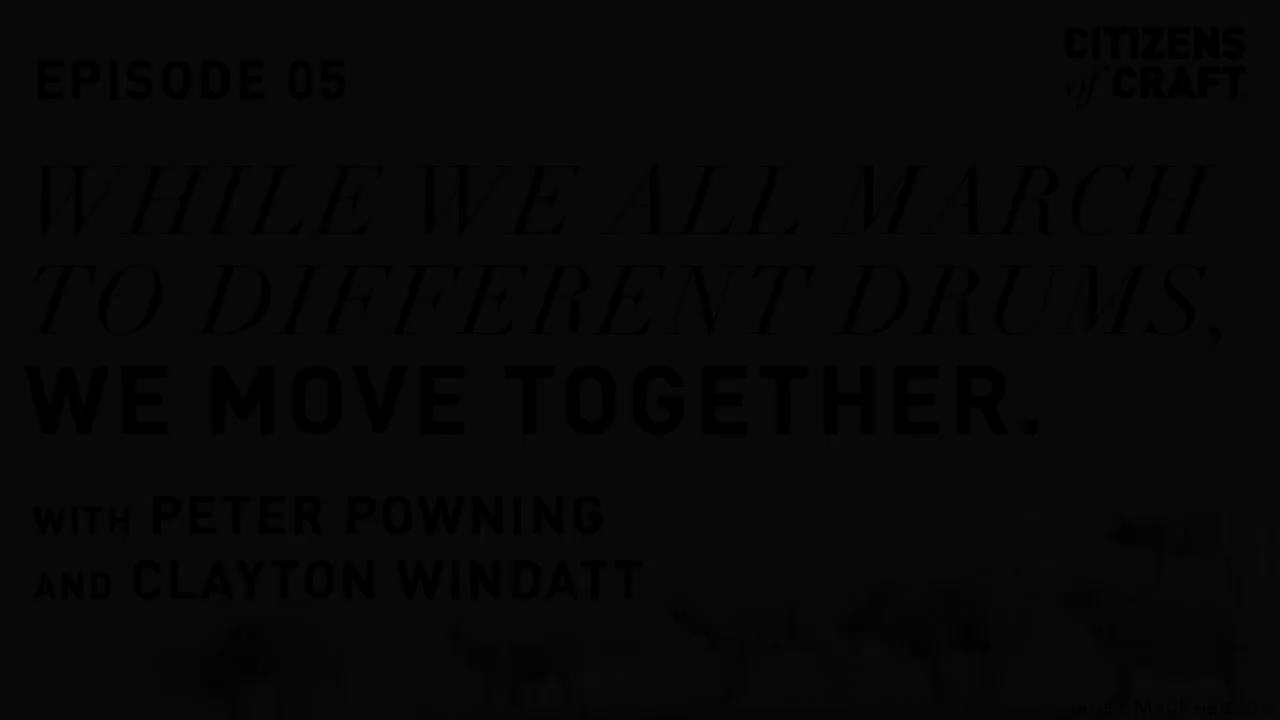 CITIZENS
of CRAFT
EPISODE 05
WHILE WE ALL MARCH
TO DIFFERENT DRUMS,
WE MOVE TOGETHER.
WITH PETER POWNING
AND CLAYTON WINDATT